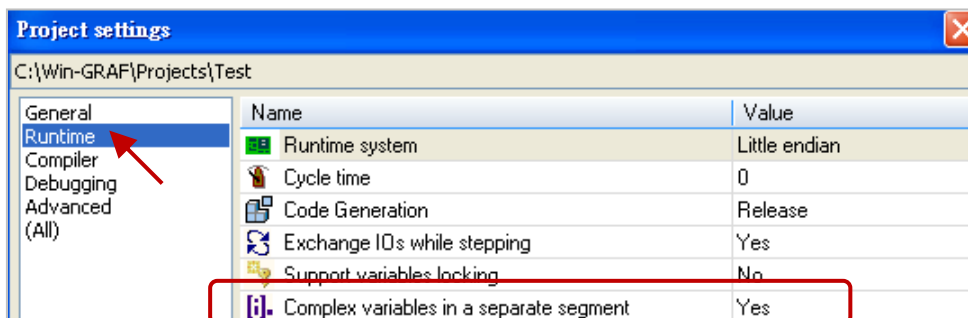 Project settings
C:\Win-GRAF\Projects\Test
General
Runtime
Compiler
Debugging
Advanced
(All)
Name Value
Runtime system Little endian
Cycle time 0
Code Generation Release
Exchange IOs while stepping Yes
Support variables locking No
Complex variables in a separate segment Yes